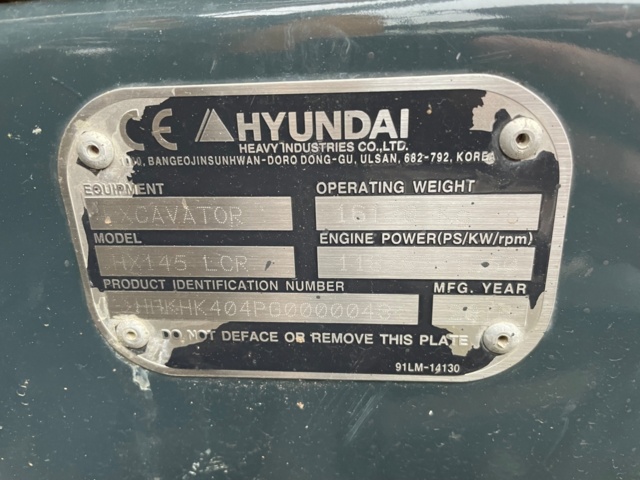 CE HYUNDAI
HEAVY INDUSTRIES CO.,LTD.
BANGEOJINSUNHWAN-DORO DONG-GU, ULSAN, 682-792, KOREA
EQUIPMENT OPERATING WEIGHT
EXCAVATOR
MODEL ENGINE POWER(PS/KW/rpm)
HX145 LCR
PRODUCT IDENTIFICATION NUMBER MFG. YEAR
DO NOT DEFACE OR REMOVE THIS PLATE
91LM-14130